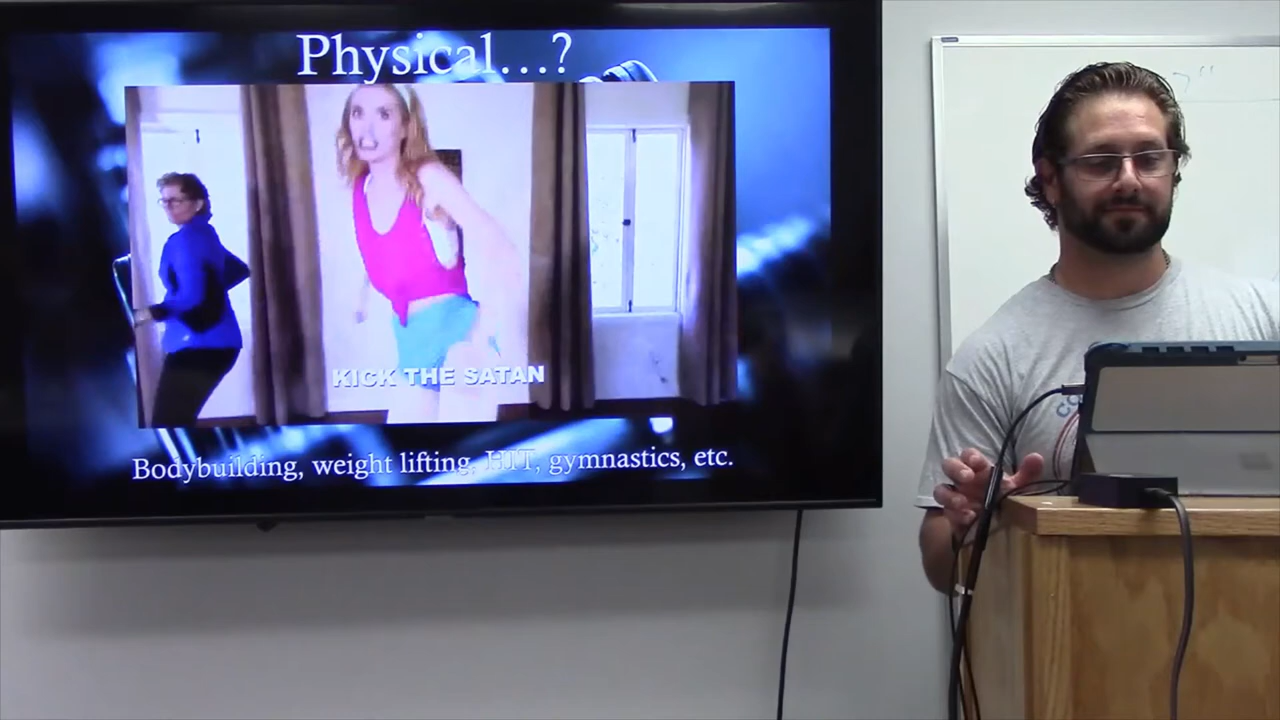 Physical...?
KICK THE SATAN
Bodybuilding, weight lifting, HIT, gymnastics, etc.